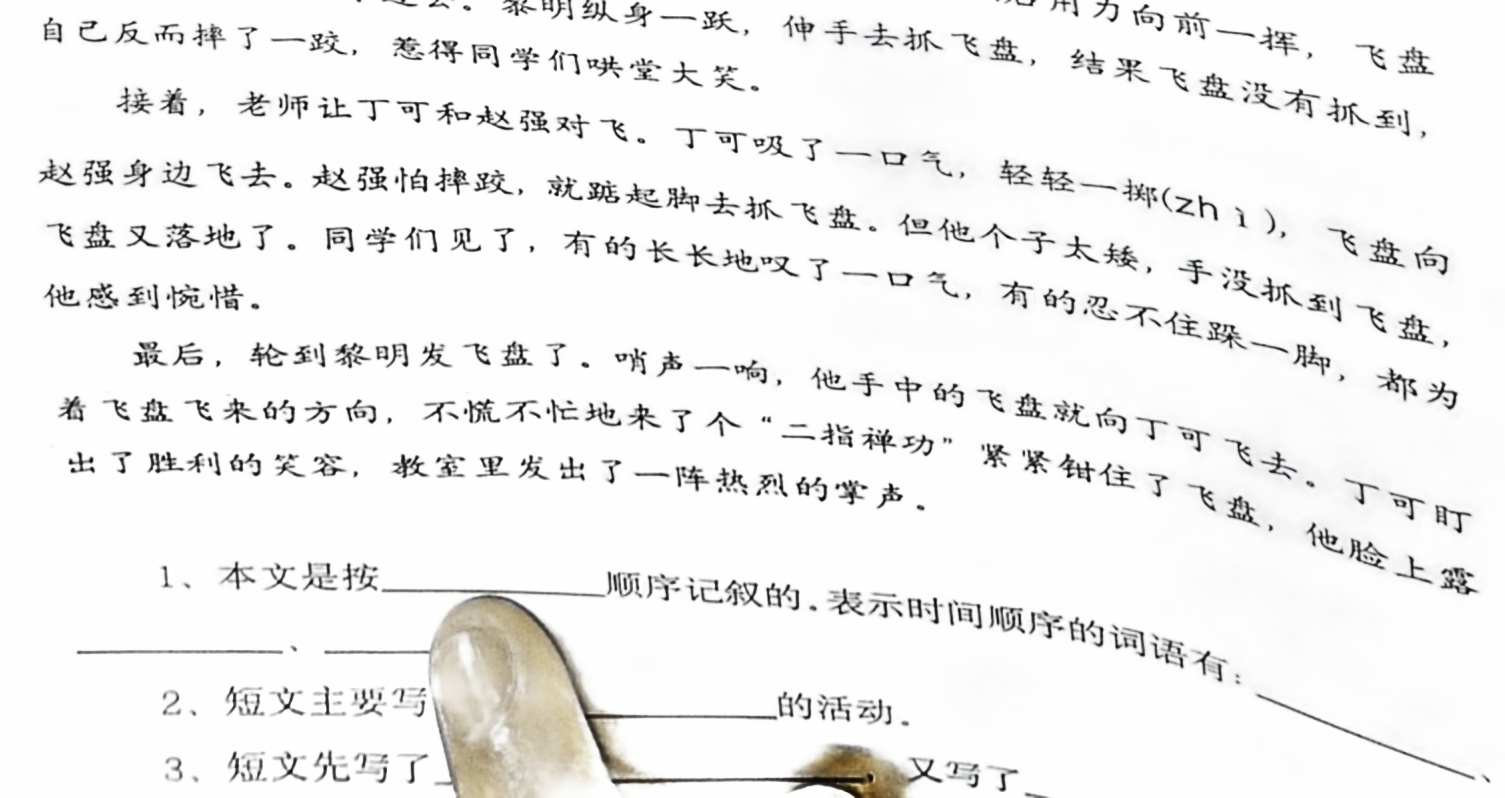 用力向前一挥，飞盘
过去。黎明纵身一跃，伸手去抓飞盘，结果飞盘没有抓到，
自己反而摔了一跤，惹得同学们哄堂大笑。
接着，老师让丁可和赵强对飞。丁可吸了一口气，轻轻一掷(zhì)，飞盘向
赵强身边飞去。赵强怕摔跤，就踮起脚去抓飞盘。但他个子太矮，手没抓到飞盘，
飞盘又落地了。同学们见了，有的长长地叹了一口气，有的忍不住跺一脚，都为
他感到惋惜。
最后，轮到黎明发飞盘了。哨声一响，他手中的飞盘就向丁可飞去。丁可盯
着飞盘飞来的方向，不慌不忙地来了个“二指禅功”紧紧钳住了飞盘，他脸上露
出了胜利的笑容，教室里发出了一阵热烈的掌声。
1、本文是按________顺序记叙的。表示时间顺序的词语有：________、
________、____
2、短文主要写________的活动。
3、短文先写了________，又写了__